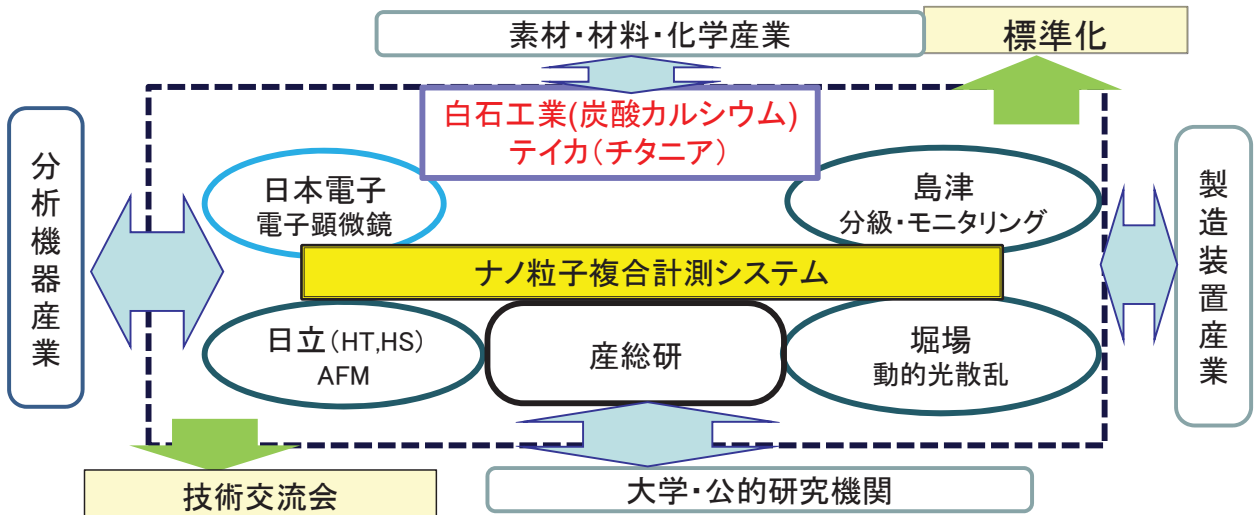 素材・材料・化学産業
標準化
白石工業(炭酸カルシウム)
テイカ(チタニア)
分析機器産業
日本電子
電子顕微鏡
島津
分級・モニタリング
製造装置産業
ナノ粒子複合計測システム
日立(HT,HS)
AFM
産総研
堀場
動的光散乱
技術交流会
大学・公的研究機関